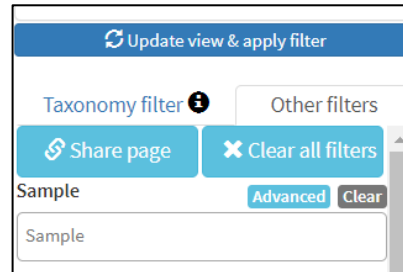 Update view & apply filter
Taxonomy filter Other filters
Share page Clear all filters
Sample Advanced Clear
Sample